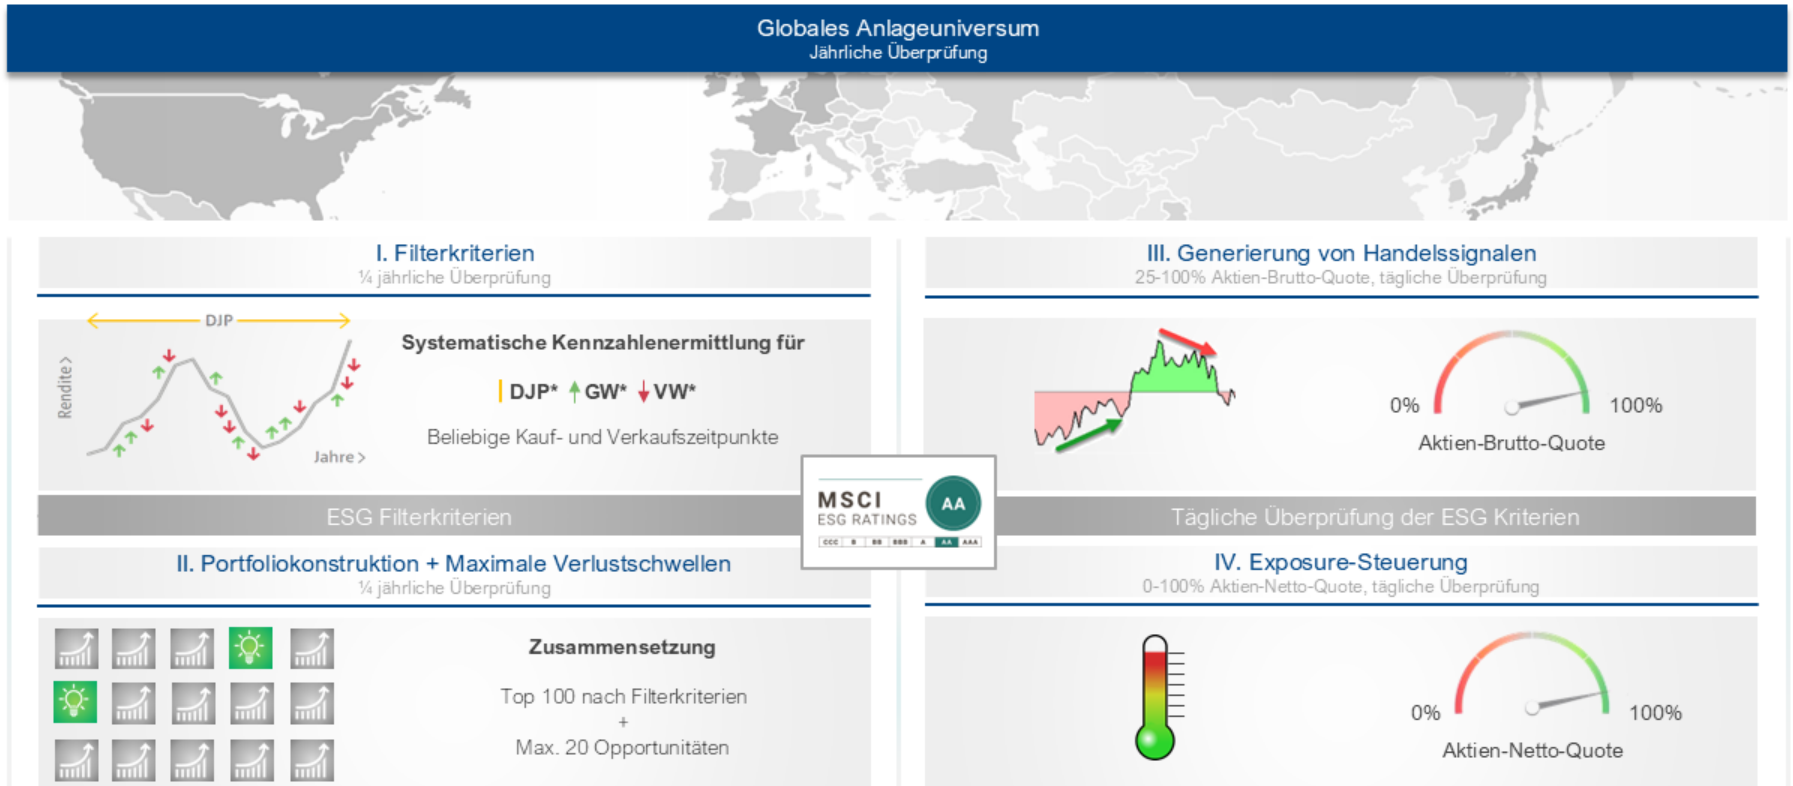 Globales Anlageuniversum
Jährliche Überprüfung
I. Filterkriterien
¼ jährliche Überprüfung
DJP
Rendite >
Jahre >
Systematische Kennzahlenermittlung für
DJP* GW* VW*
Beliebige Kauf- und Verkaufszeitpunkte
ESG Filterkriterien
II. Portfoliokonstruktion + Maximale Verlustschwellen
¼ jährliche Überprüfung
Zusammensetzung
Top 100 nach Filterkriterien
+
Max. 20 Opportunitäten
MSCI
ESG RATINGS
AA
CCC B BB BBB A AA AAA
III. Generierung von Handelssignalen
25-100% Aktien-Brutto-Quote, tägliche Überprüfung
0% 100%
Aktien-Brutto-Quote
Tägliche Überprüfung der ESG Kriterien
IV. Exposure-Steuerung
0-100% Aktien-Netto-Quote, tägliche Überprüfung
0% 100%
Aktien-Netto-Quote